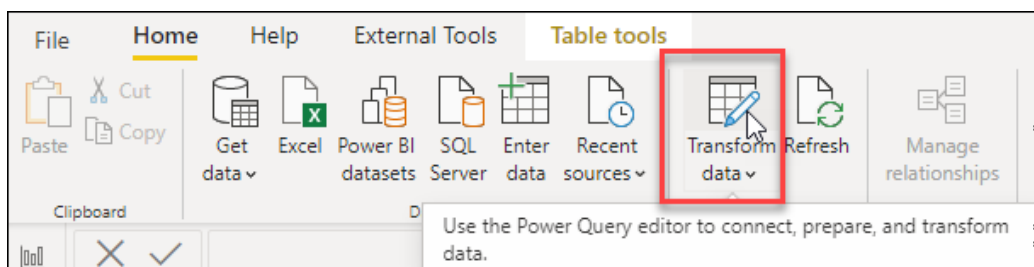 File Home Help External Tools Table tools
Paste Cut Copy
Get data Excel Power BI datasets SQL Server Enter data Recent sources Transform data Refresh Manage relationships
Clipboard D
Use the Power Query editor to connect, prepare, and transform
data.